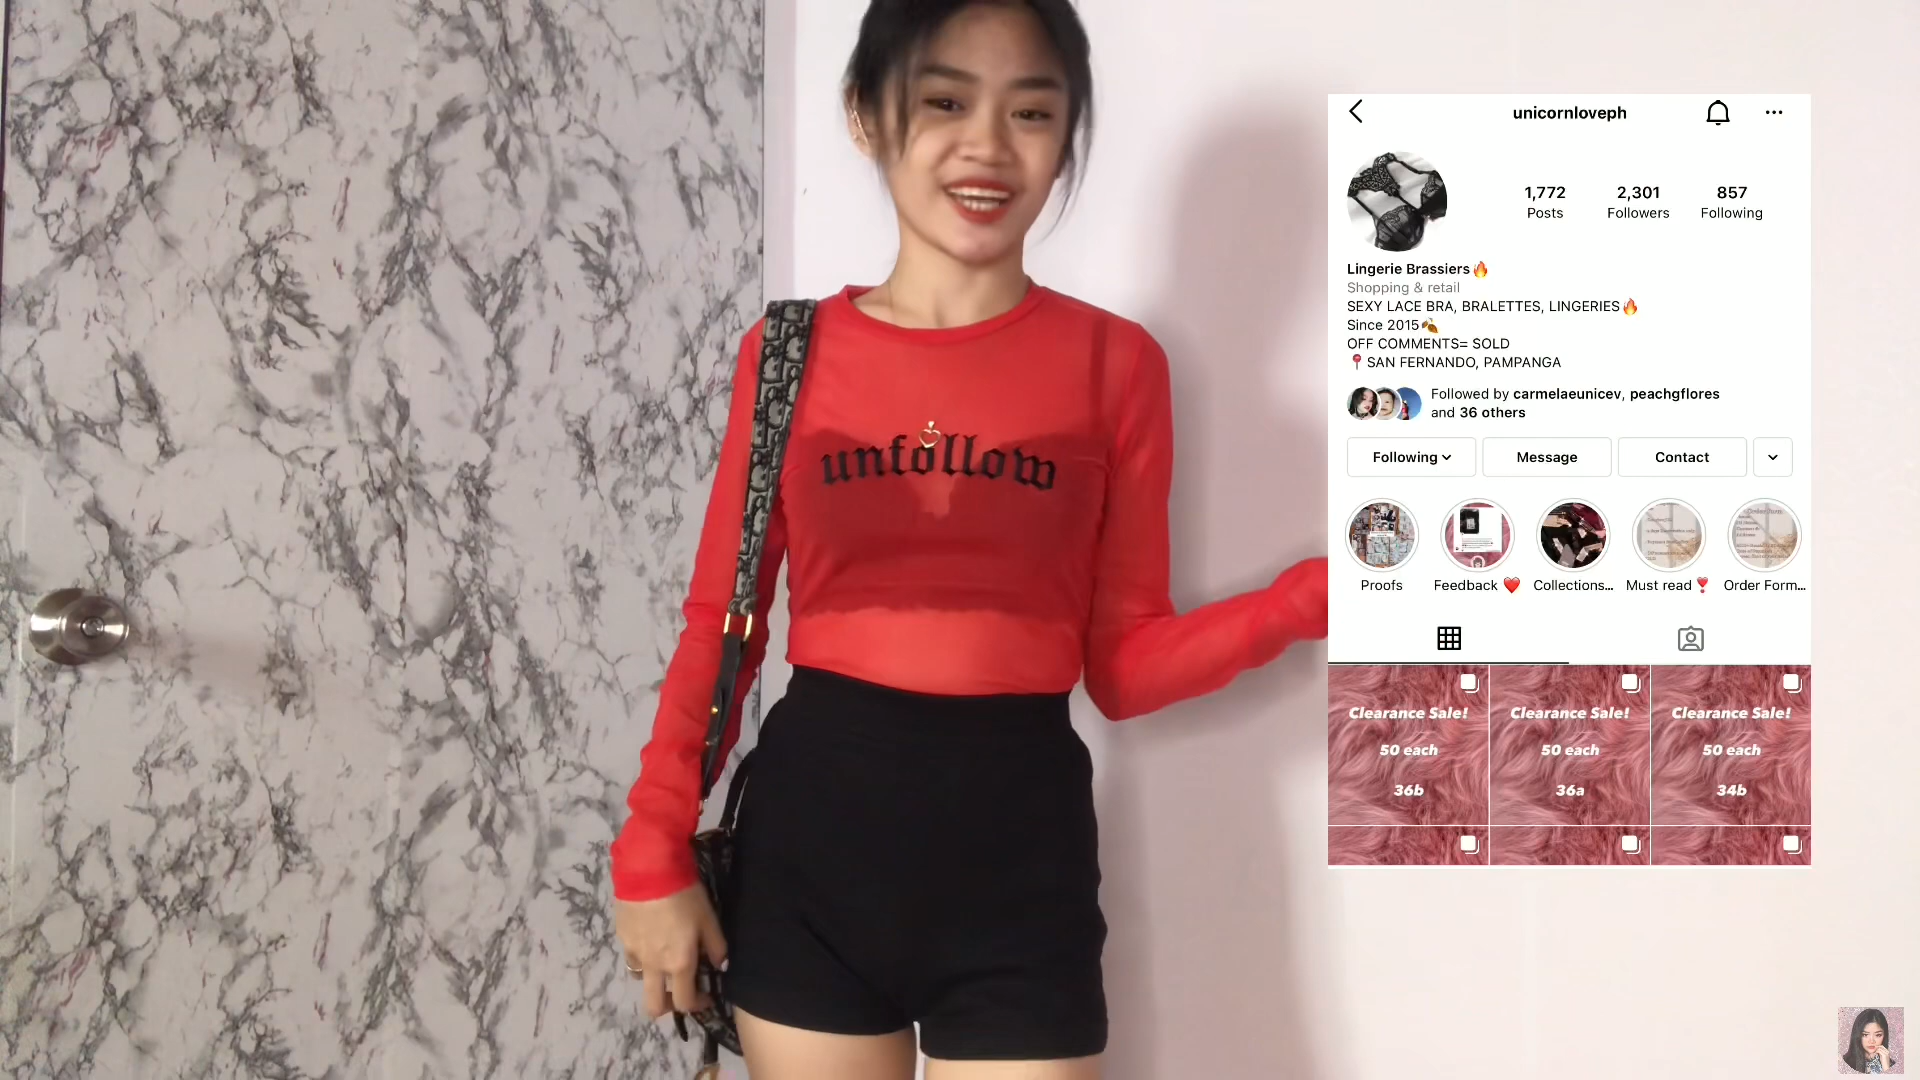 unfollow
unicornloveph
1,772
2,301
857
Posts
Followers
Following
Lingerie Brassiers🔥
Shopping & retail
SEXY LACE BRA, BRALETTES, LINGERIES🔥
Since 2015🍂
OFF COMMENTS= SOLD
📍SAN FERNANDO, PAMPANGA
Followed by carmelaeunicev, peachgflores
and 36 others
Following
Message
Contact
Proofs
Feedback ❤️
Collections...
Must read ❣️
Order Form...
Clearance Sale!
50 each
36b
Clearance Sale!
50 each
36a
Clearance Sale!
50 each
34b